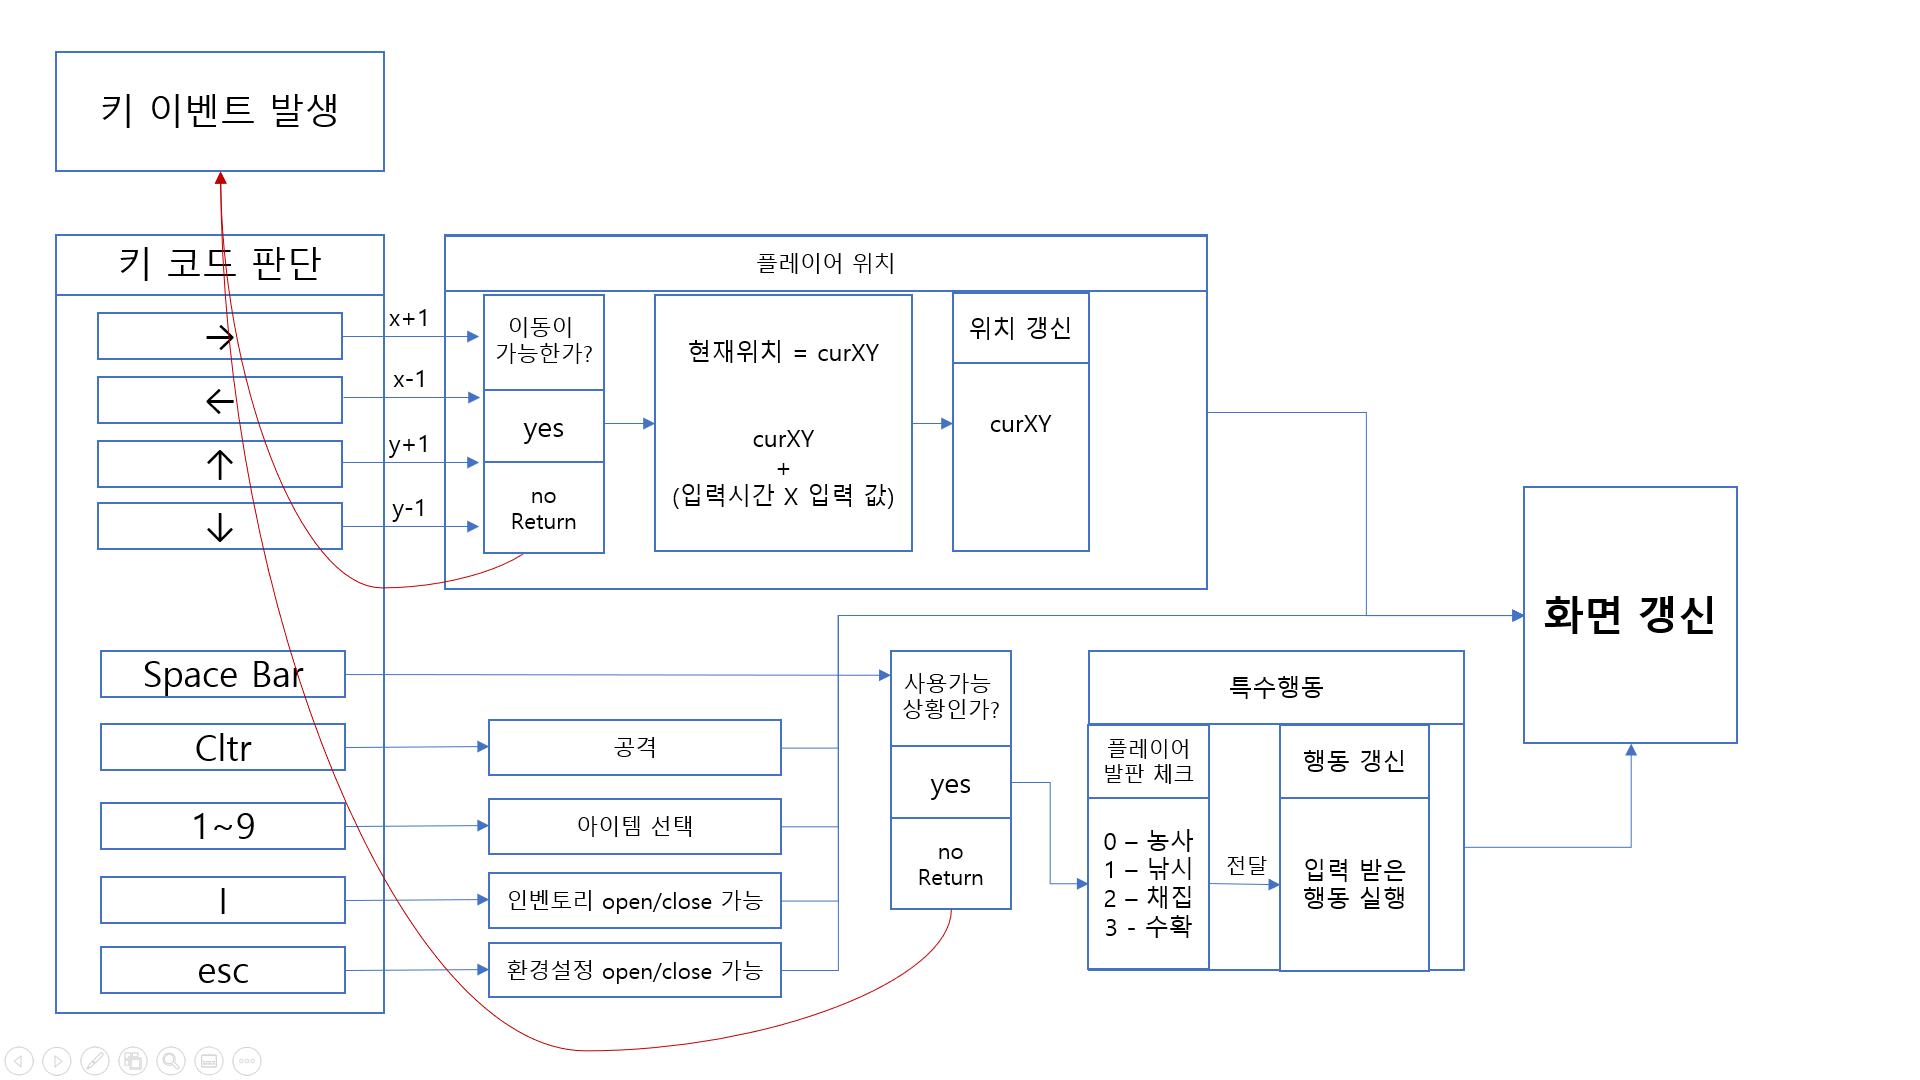 키 이벤트 발생
키 코드 판단
→
←
↑
↓
Space Bar
Cltr
1~9
I
esc
x+1
x-1
y+1
y-1
플레이어 위치
이동이
가능한가?
yes
no
Return
현재위치 = curXY
curXY
+
(입력시간 X 입력 값)
위치 갱신
curXY
공격
아이템 선택
인벤토리 open/close 가능
환경설정 open/close 가능
사용가능
상황인가?
yes
no
Return
특수행동
플레이어
발판 체크
0 – 농사
1 – 낚시
2 – 채집
3 - 수확
전달
행동 갱신
입력 받은
행동 실행
화면 갱신